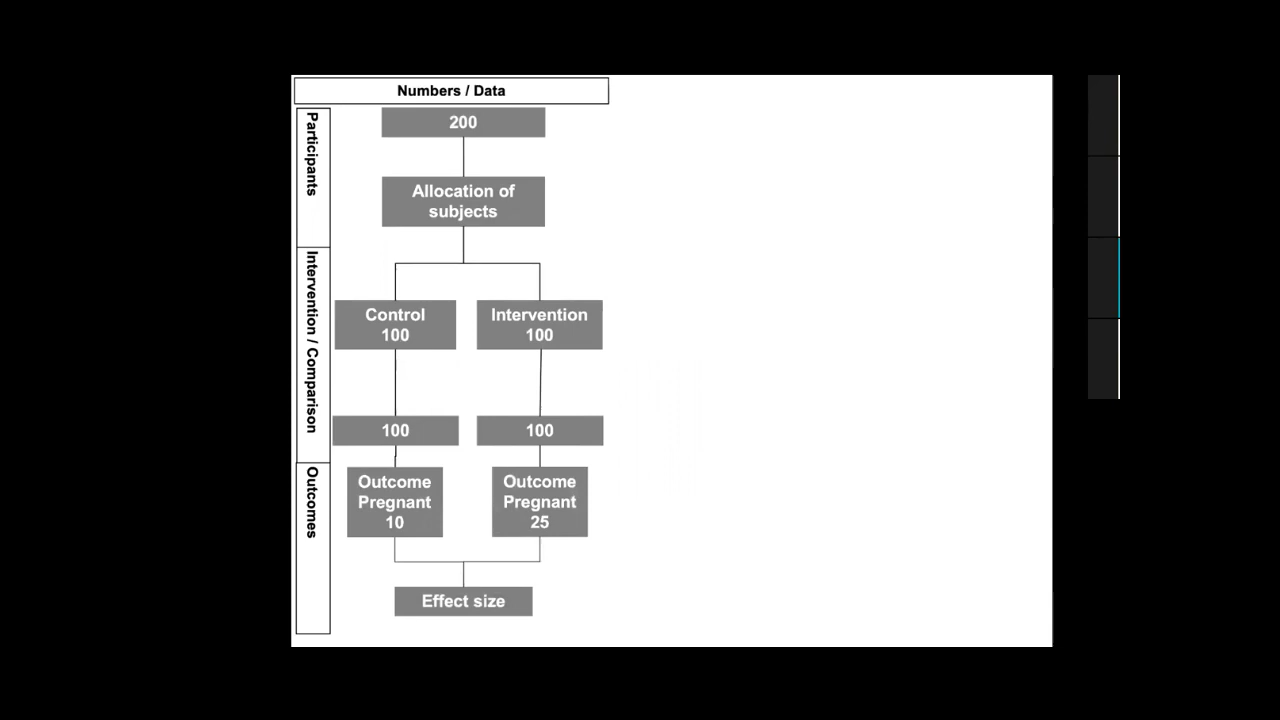 Numbers / Data
Participants
200
Allocation of
subjects
Intervention / Comparison
Control
100
Intervention
100
100
100
Outcomes
Outcome
Pregnant
10
Outcome
Pregnant
25
Effect size